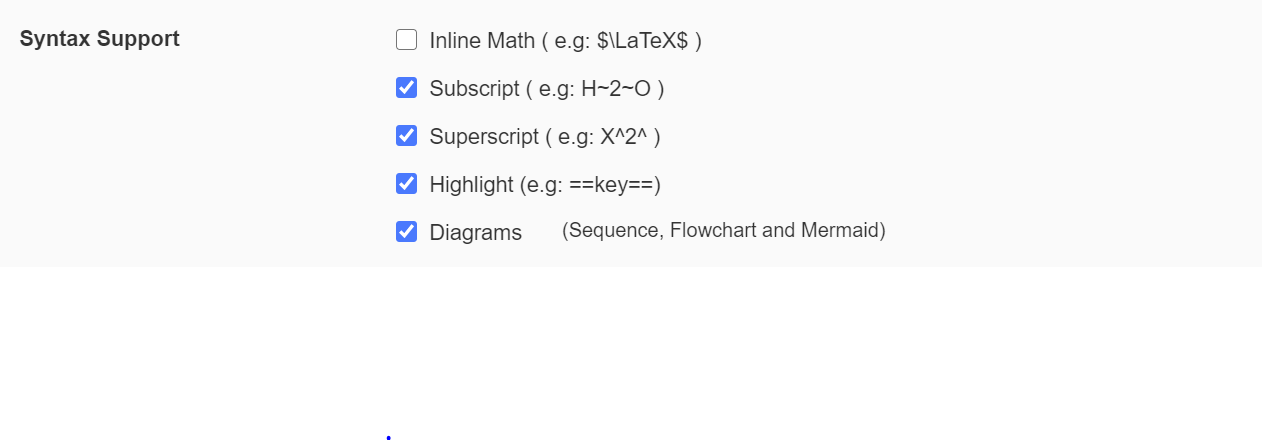 Syntax Support
Inline Math ( e.g: $\LaTeX$ )
Subscript ( e.g: H~2~O )
Superscript ( e.g: X^2^ )
Highlight (e.g: ==key==)
Diagrams (Sequence, Flowchart and Mermaid)